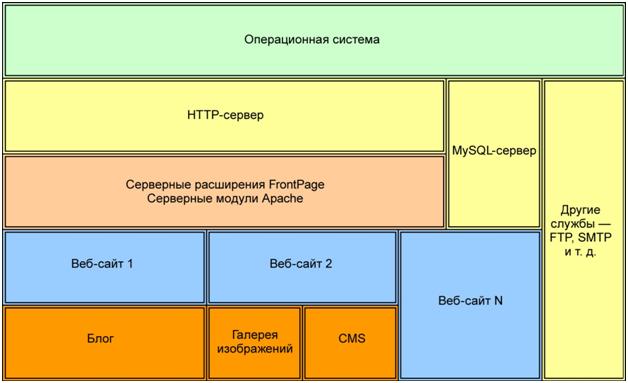 Операционная система
HTTP-сервер
MySQL-сервер
Серверные расширения FrontPage
Серверные модули Apache
Другие
службы —
FTP, SMTP
и т. д.
Веб-сайт 1
Веб-сайт 2
Веб-сайт N
Блог
Галерея
изображений
CMS